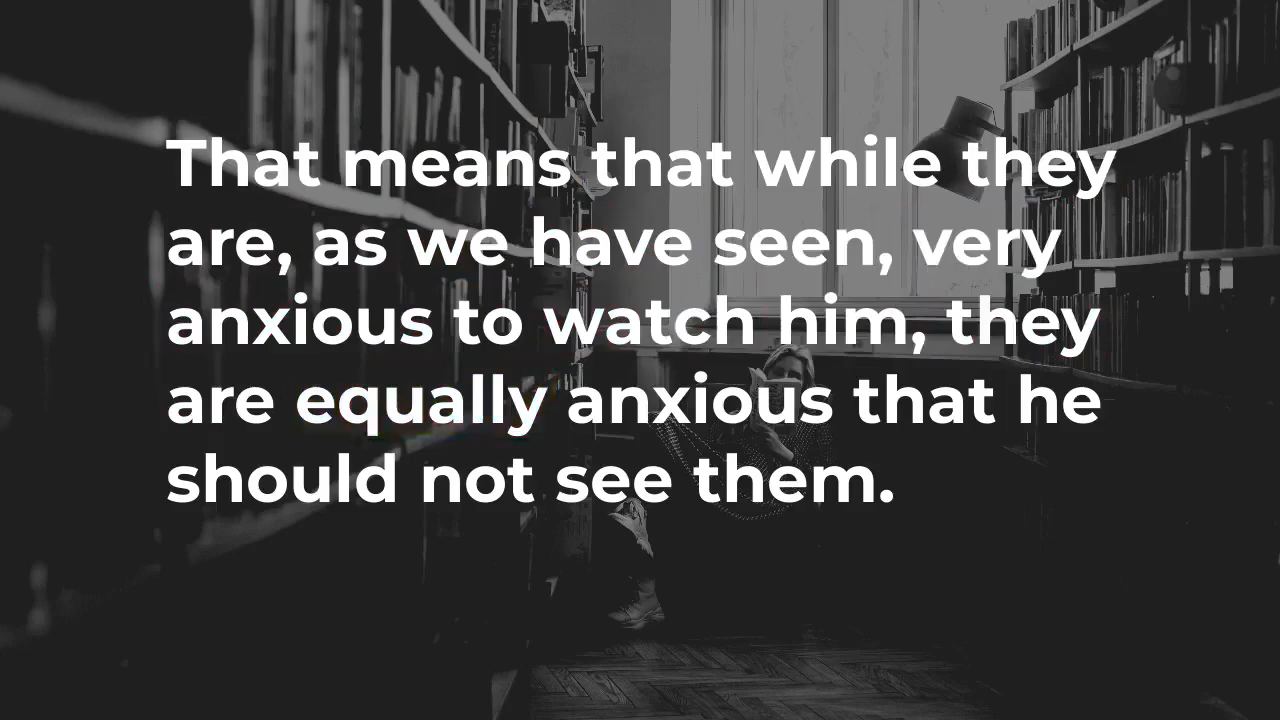 That means that while they
are, as we have seen, very
anxious to watch him, they
are equally anxious that he
should not see them.